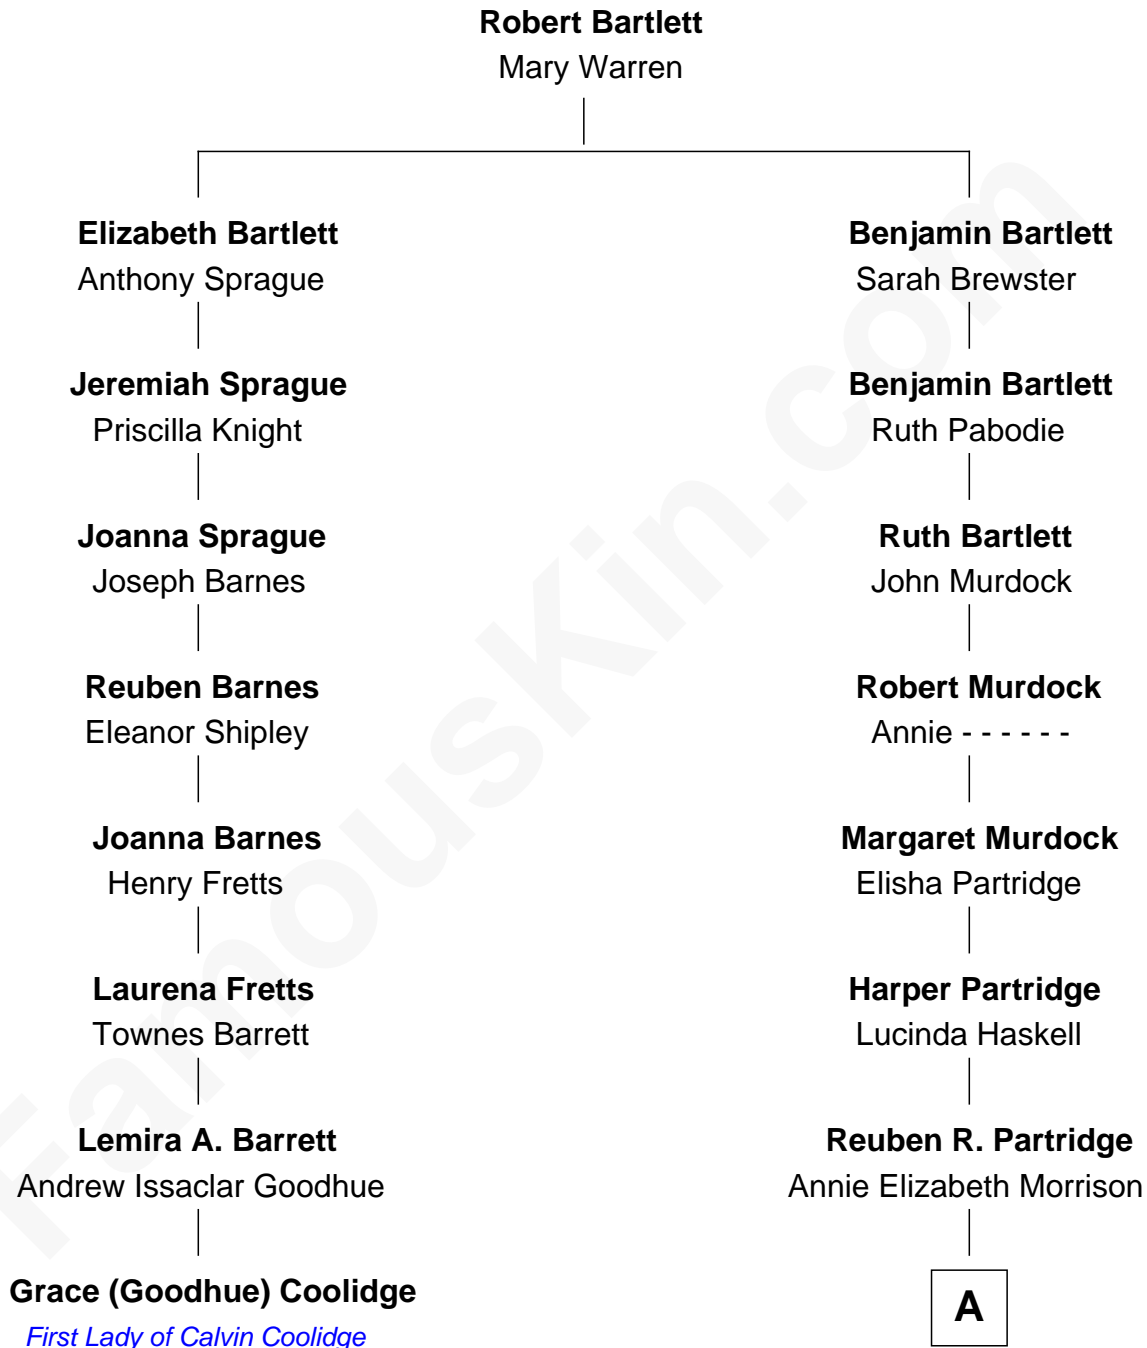 Robert Bartlett
Mary Warren
Elizabeth Bartlett
Anthony Sprague
Benjamin Bartlett
Sarah Brewster
Jeremiah Sprague
Priscilla Knight
Benjamin Bartlett
Ruth Pabodie
Joanna Sprague
Joseph Barnes
Ruth Bartlett
John Murdock
Reuben Barnes
Eleanor Shipley
Robert Murdock
Annie - - - - - -
Joanna Barnes
Henry Fretts
Margaret Murdock
Elisha Partridge
Laurena Fretts
Townes Barrett
Harper Partridge
Lucinda Haskell
Lemira A. Barrett
Andrew Issaclar Goodhue
Reuben R. Partridge
Annie Elizabeth Morrison
Grace (Goodhue) Coolidge
First Lady of Calvin Coolidge
A
FamousKin.com